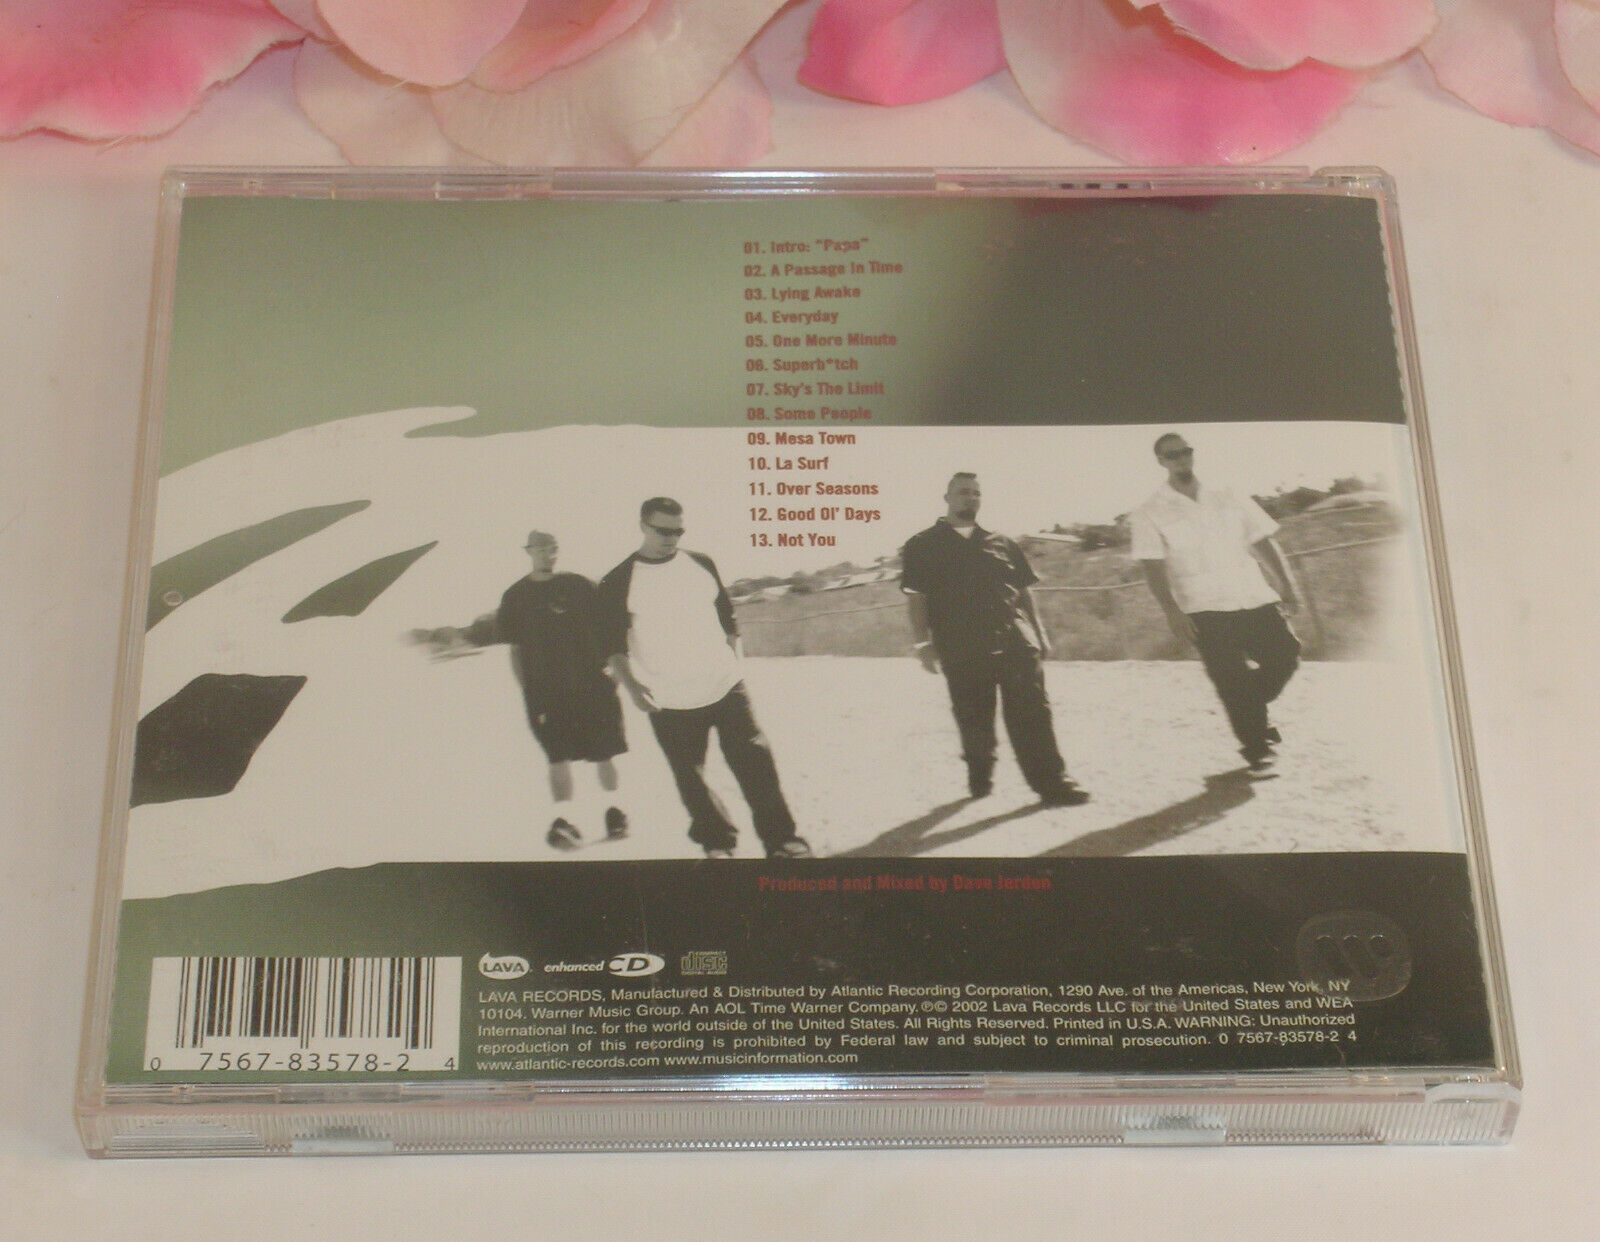 01. Intro: "Papa"
02. A Passage In Time
03. Lying Awake
04. Everyday
05. One More Minute
06. Superb*tch
07. Sky's The Limit
08. Some People
09. Mesa Town
10. La Surf
11. Over Seasons
12. Good Ol' Days
13. Not You
Produced and Mixed by Dave Jerden
LAVA enhanced CD COMPACT disc DIGITAL AUDIO
LAVA RECORDS, Manufactured & Distributed by Atlantic Recording Corporation, 1290 Ave. of the Americas, New York, NY
10104. Warner Music Group. An AOL Time Warner Company. ℗© 2002 Lava Records LLC for the United States and WEA
International Inc. for the world outside of the United States. All Rights Reserved. Printed in U.S.A. WARNING: Unauthorized
reproduction of this recording is prohibited by Federal law and subject to criminal prosecution. 0 7567-83578-2 4
www.atlantic-records.com www.musicinformation.com
0 7567-83578-2 4